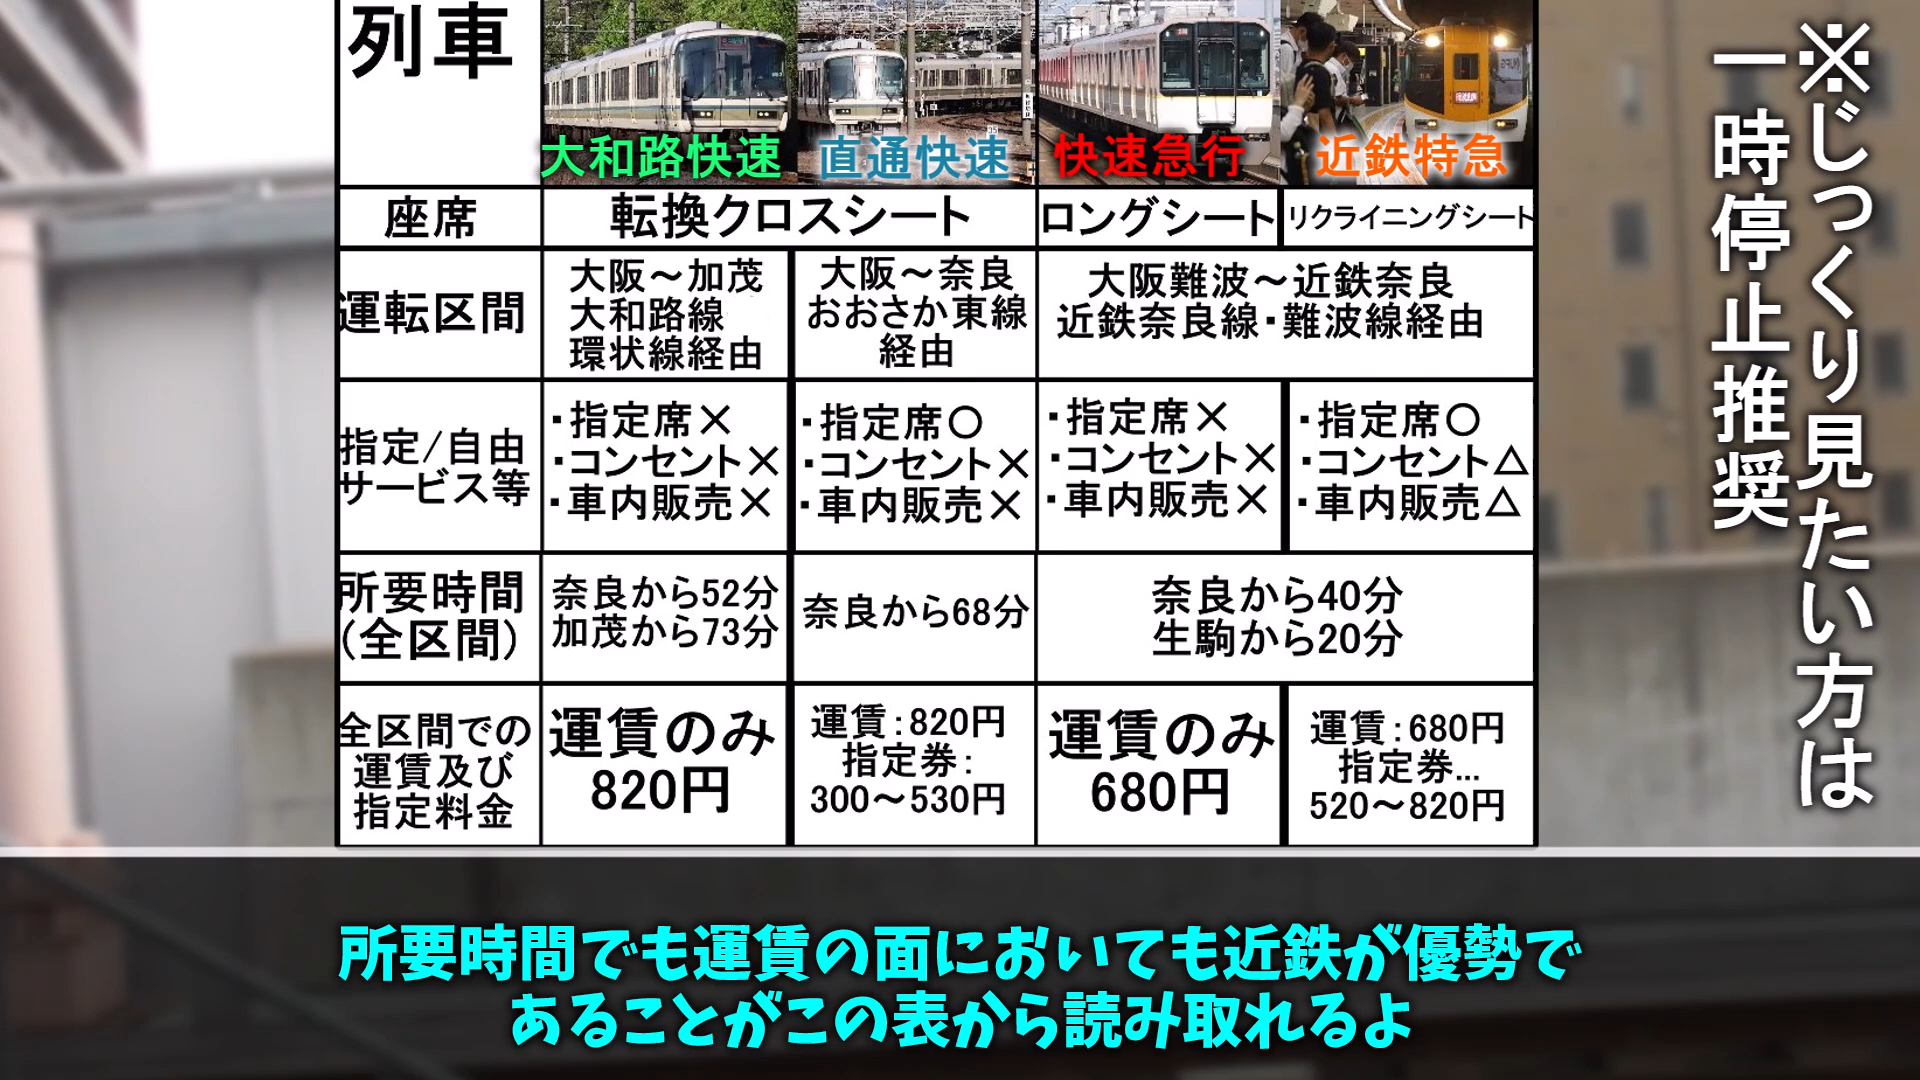 列車
大和路快速
直通快速
快速急行
近鉄特急
座席
転換クロスシート
ロングシート
リクライニングシート
運転区間
大阪～加茂
大和路線
環状線経由
大阪～奈良
おおさか東線
経由
大阪難波～近鉄奈良
近鉄奈良線・難波線経由
指定/自由
サービス等
・指定席×
・コンセント×
・車内販売×
・指定席〇
・コンセント×
・車内販売×
・指定席×
・コンセント×
・車内販売×
・指定席〇
・コンセント△
・車内販売△
所要時間
(全区間)
奈良から52分
加茂から73分
奈良から68分
奈良から40分
生駒から20分
全区間での
運賃及び
指定料金
運賃のみ
820円
運賃:820円
指定券:
300～530円
運賃のみ
680円
運賃:680円
指定券...
520～820円
※じっくり見たい方は
一時停止推奨
所要時間でも運賃の面においても近鉄が優勢で
あることがこの表から読み取れるよ